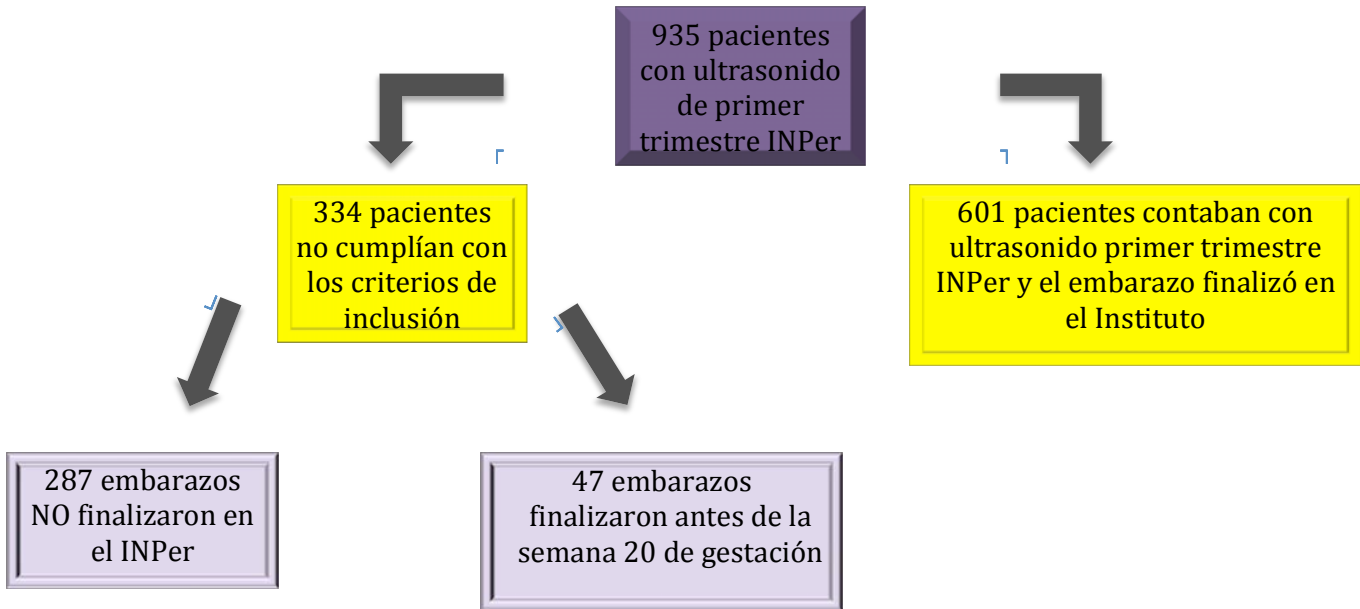 935 pacientes
con ultrasonido
de primer
trimestre INPer
334 pacientes
no cumplían con
los criterios de
inclusión
601 pacientes contaban con
ultrasonido primer trimestre
INPer y el embarazo finalizó en
el Instituto
287 embarazos
NO finalizaron en
el INPer
47 embarazos
finalizaron antes de la
semana 20 de gestación